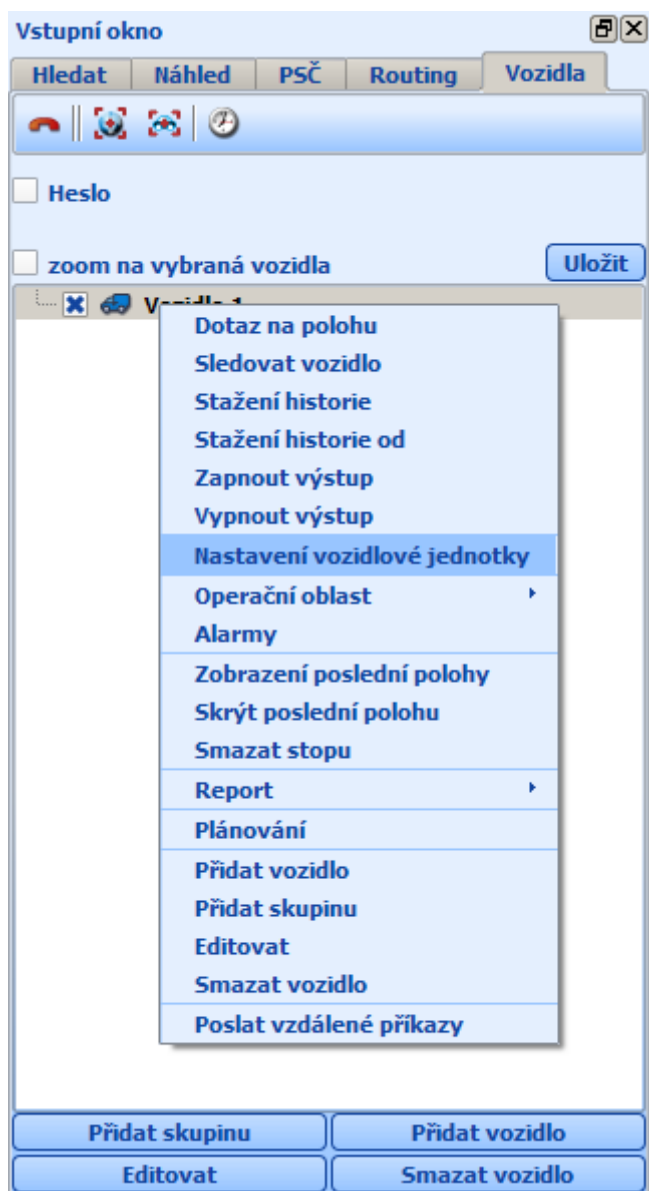 Vstupní okno
Hledat Náhled PSČ Routing Vozidla
Heslo
zoom na vybraná vozidla Uložit
Dotaz na polohu
Sledovat vozidlo
Stažení historie
Stažení historie od
Zapnout výstup
Vypnout výstup
Nastavení vozidlové jednotky
Operační oblast
Alarmy
Zobrazení poslední polohy
Skrýt poslední polohu
Smazat stopu
Report
Plánování
Přidat vozidlo
Přidat skupinu
Editovat
Smazat vozidlo
Poslat vzdálené příkazy
Přidat skupinu Přidat vozidlo
Editovat Smazat vozidlo